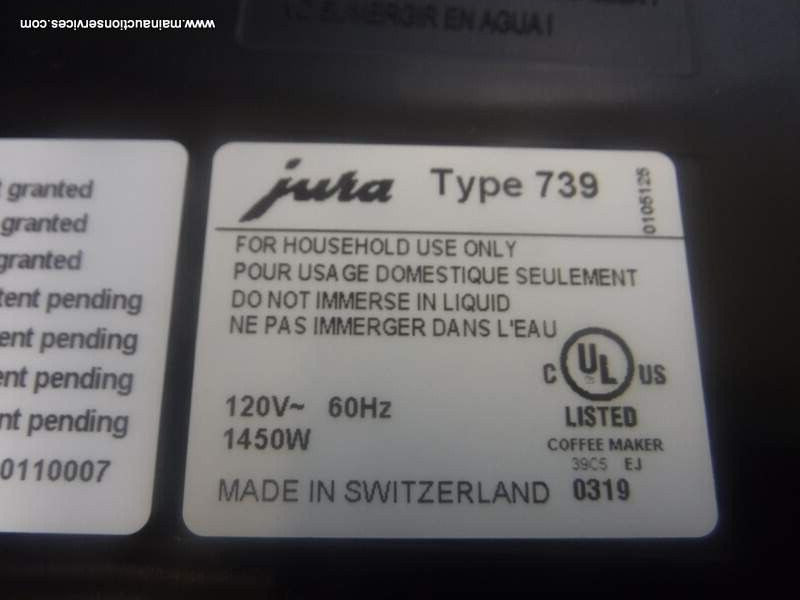 www.mainauctionservices.com
SUMERGIR EN AGUA!
granted
granted
granted
tent pending
ent pending
ent pending
nt pending
0110007
jura Type 739
0105125
FOR HOUSEHOLD USE ONLY
POUR USAGE DOMESTIQUE SEULEMENT
DO NOT IMMERSE IN LIQUID
NE PAS IMMERGER DANS L'EAU
C UL US
LISTED
COFFEE MAKER
39C5 EJ
0319
120V~ 60Hz
1450W
MADE IN SWITZERLAND